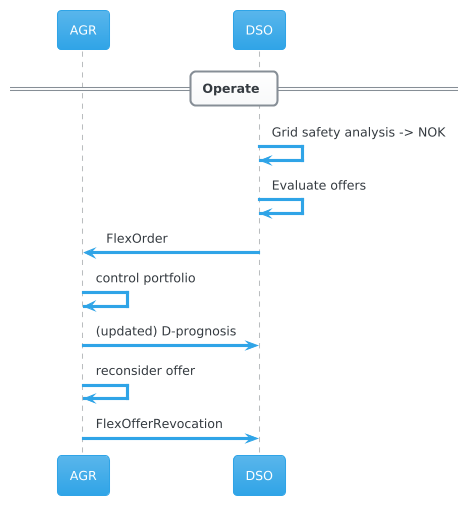 AGR DSO
Operate
Grid safety analysis -> NOK
Evaluate offers
FlexOrder
control portfolio
(updated) D-prognosis
reconsider offer
FlexOfferRevocation
AGR DSO